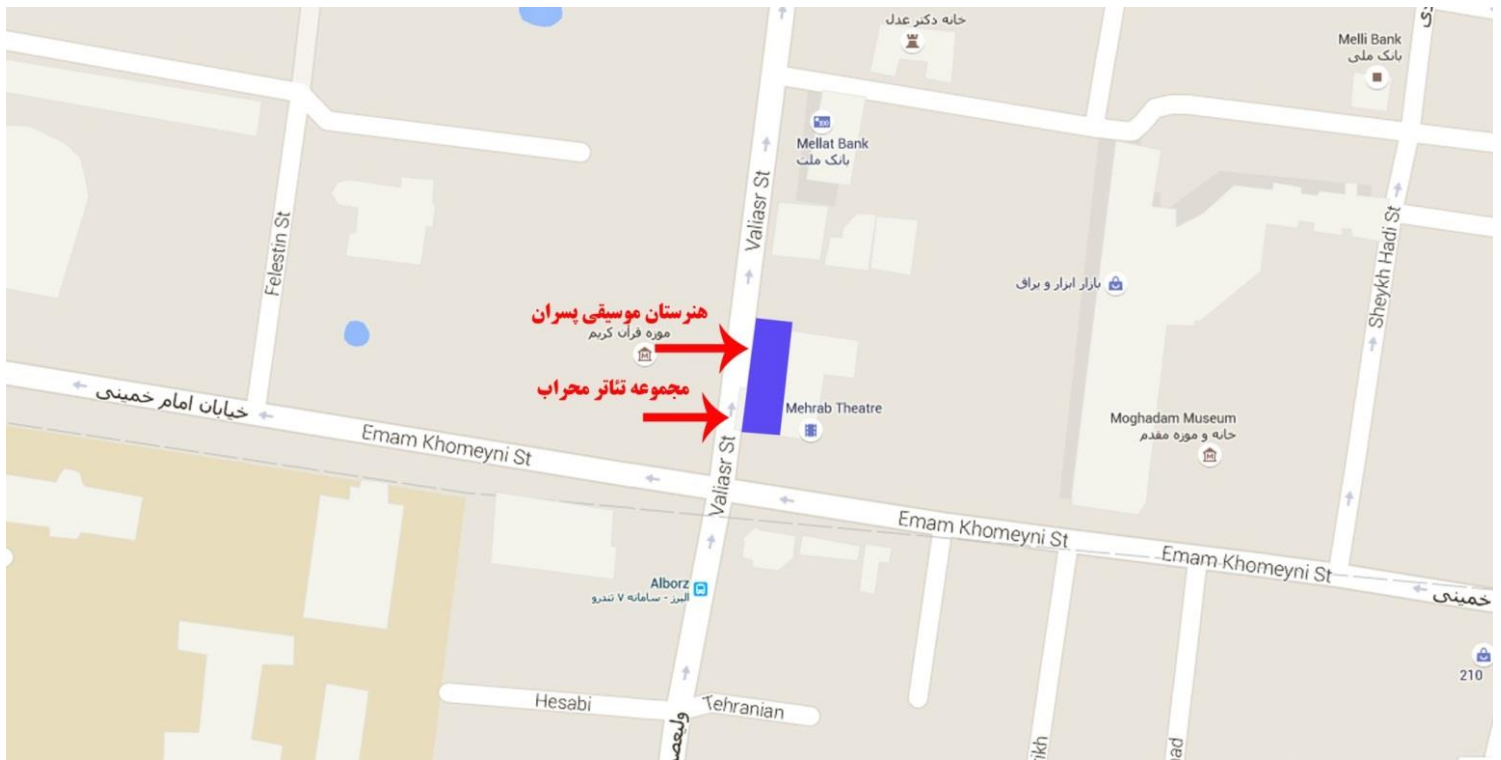 خانه دکتر عدل
Melli Bank
بانک ملی
Mellat Bank
بانک ملت
Valiasr St
Felestin St
Sheykh Hadi St
بازار ابزار و یراق
هنرستان موسیقی پسران
موزه قرآن کریم
مجموعه تئاتر محراب
Mehrab Theatre
Moghadam Museum
خانه و موزه مقدم
خیابان امام خمینی
Emam Khomeyni St
Valiasr St
Emam Khomeyni St
Emam Khomeyni St
خمینی
Alborz
البرز - سامانه ۷ تندرو
210
Hesabi
Tehranian
ولیعصر